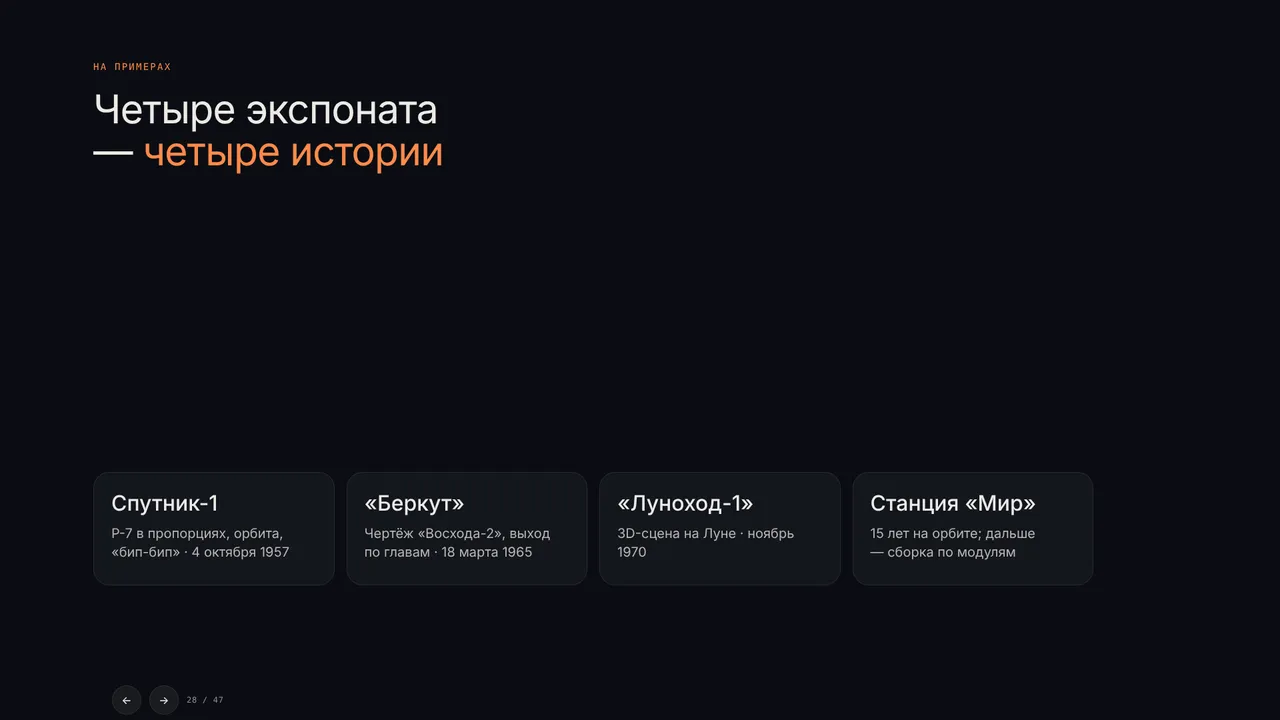 НА ПРИМЕРАХ
Четыре экспоната
— четыре истории
Спутник-1
Р-7 в пропорциях, орбита,
«бип-бип» · 4 октября 1957
«Беркут»
Чертёж «Восхода-2», выход
по главам · 18 марта 1965
«Луноход-1»
3D-сцена на Луне · ноябрь
1970
Станция «Мир»
15 лет на орбите; дальше
— сборка по модулям
← → 28 / 47